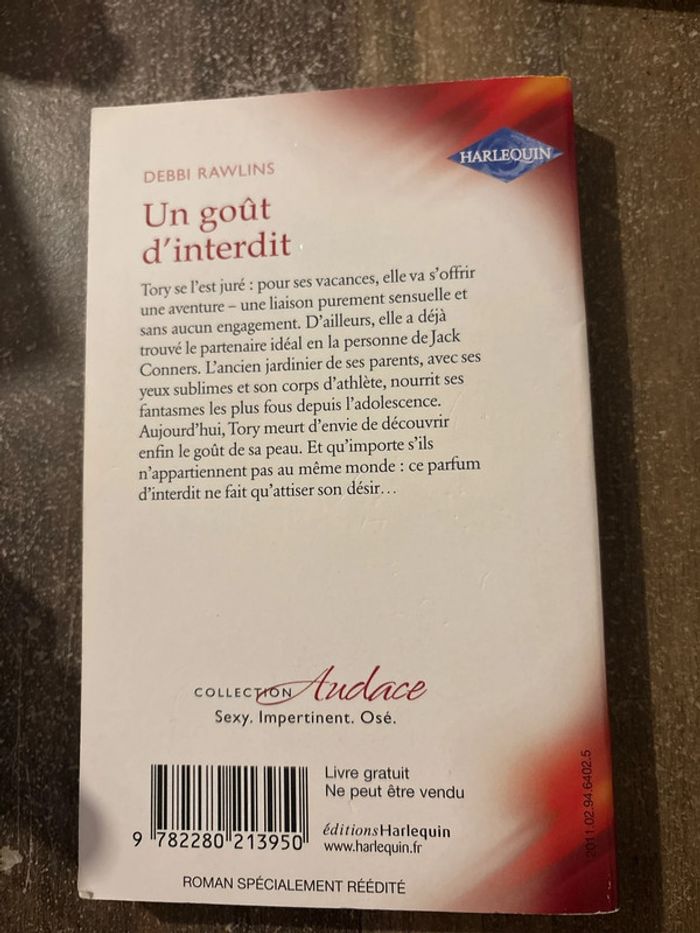 HARLEQUIN
DEBBI RAWLINS
Un goût
d'interdit
Tory se l'est juré : pour ses vacances, elle va s'offrir
une aventure – une liaison purement sensuelle et
sans aucun engagement. D'ailleurs, elle a déjà
trouvé le partenaire idéal en la personne de Jack
Conners. L'ancien jardinier de ses parents, avec ses
yeux sublimes et son corps d'athlète, nourrit ses
fantasmes les plus fous depuis l'adolescence.
Aujourd'hui, Tory meurt d'envie de découvrir
enfin le goût de sa peau. Et qu'importe s'ils
n'appartiennent pas au même monde : ce parfum
d'interdit ne fait qu'attiser son désir…
COLLECTION Audace
Sexy. Impertinent. Osé.
Livre gratuit
Ne peut être vendu
9 782280 213950
éditionsHarlequin
www.harlequin.fr
2011.02.94.6402.5
ROMAN SPÉCIALEMENT RÉÉDITÉ